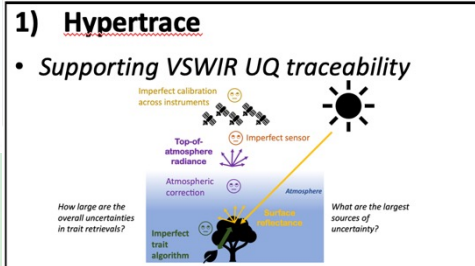 1) Hypertrace
• Supporting VSWIR UQ traceability
Imperfect calibration
across instruments
Imperfect sensor
Top-of-
atmosphere
radiance
Atmospheric
correction
Atmosphere
How large are the
overall uncertainties
in trait retrievals?
Surface
reflectance
What are the largest
sources of
uncertainty?
Imperfect
trait
algorithm